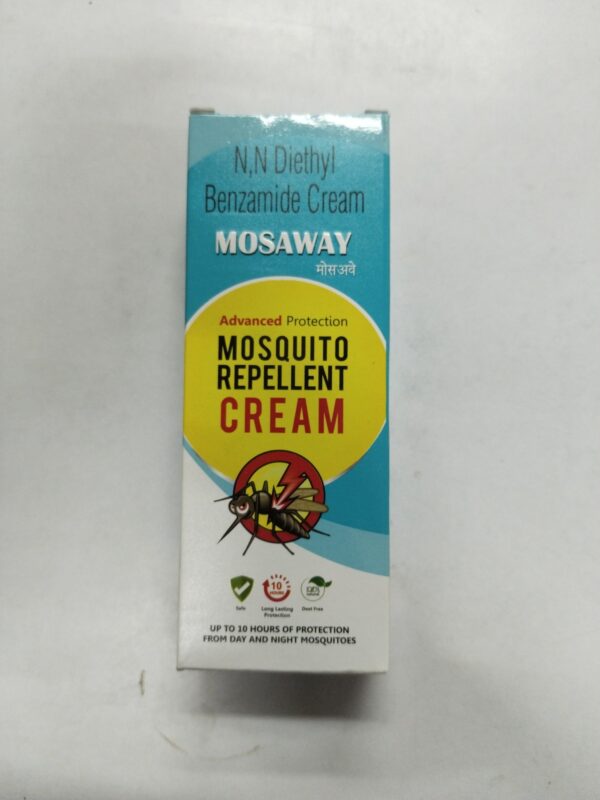 N,N Diethyl
Benzamide Cream
MOSAWAY
मोसअवे
Advanced Protection
MOSQUITO
REPELLENT
CREAM
10
HOURS
Safe
Long Lasting
Protection
Deet Free
UP TO 10 HOURS OF PROTECTION
FROM DAY AND NIGHT MOSQUITOES